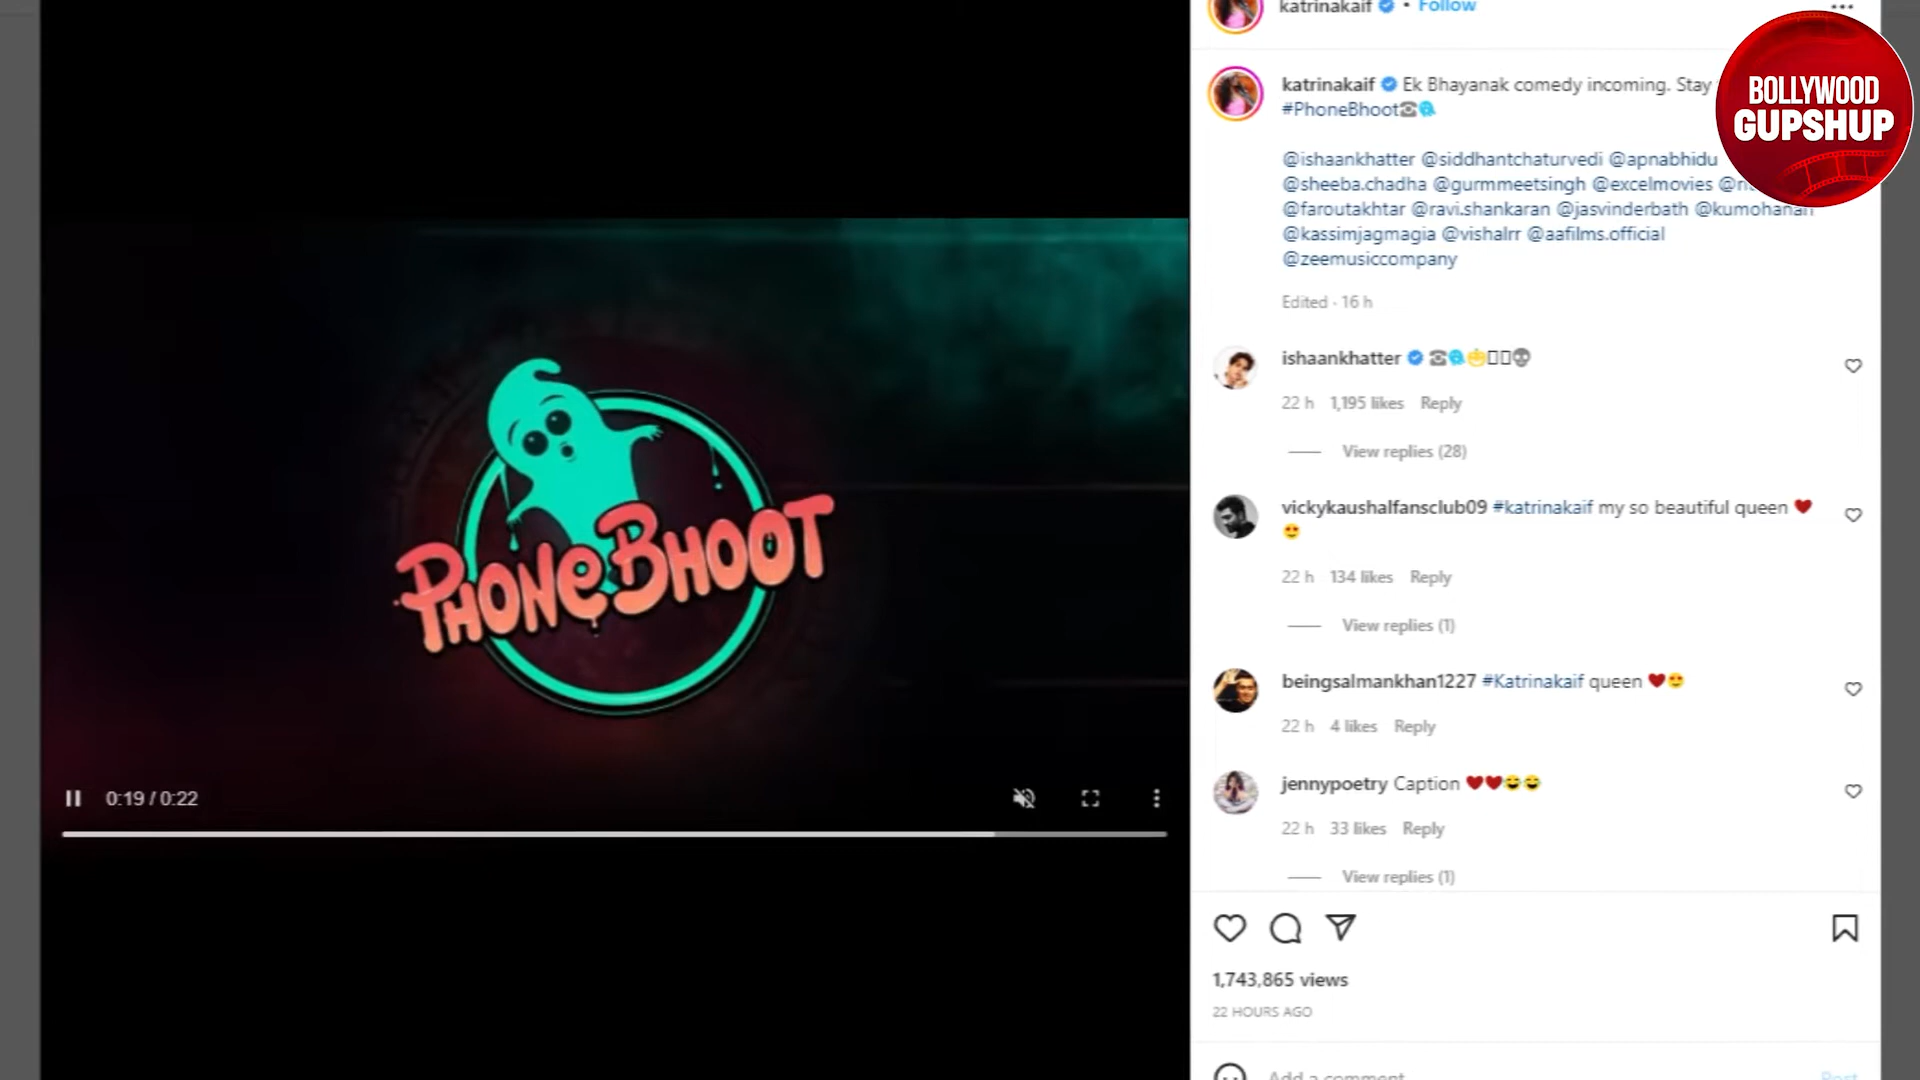 katrinakaif • Follow
katrinakaif Ek Bhayanak comedy incoming. Stay
#PhoneBhoot
@ishaankhatter @siddhantchaturvedi @apnabhidu
@sheeba.chadha @gurmmeetsingh @excelmovies
@faroutakhtar @ravi.shankaran @jasvinderbath @kumohanan
@kassimjagmagia @vishalrr @aafilms.official
@zeemusiccompany
Edited · 16 h
ishaankhatter
22 h 1,195 likes Reply
View replies (28)
vickykaushalfansclub09 #katrinakaif my so beautiful queen
22 h 134 likes Reply
View replies (1)
beingsalmankhan1227 #Katrinakaif queen
22 h 4 likes Reply
jennypoetry Caption
22 h 33 likes Reply
View replies (1)
1,743,865 views
22 HOURS AGO
Add a comment
Post
BOLLYWOOD
GUPSHUP
PHONEBHOOT
0:19 / 0:22